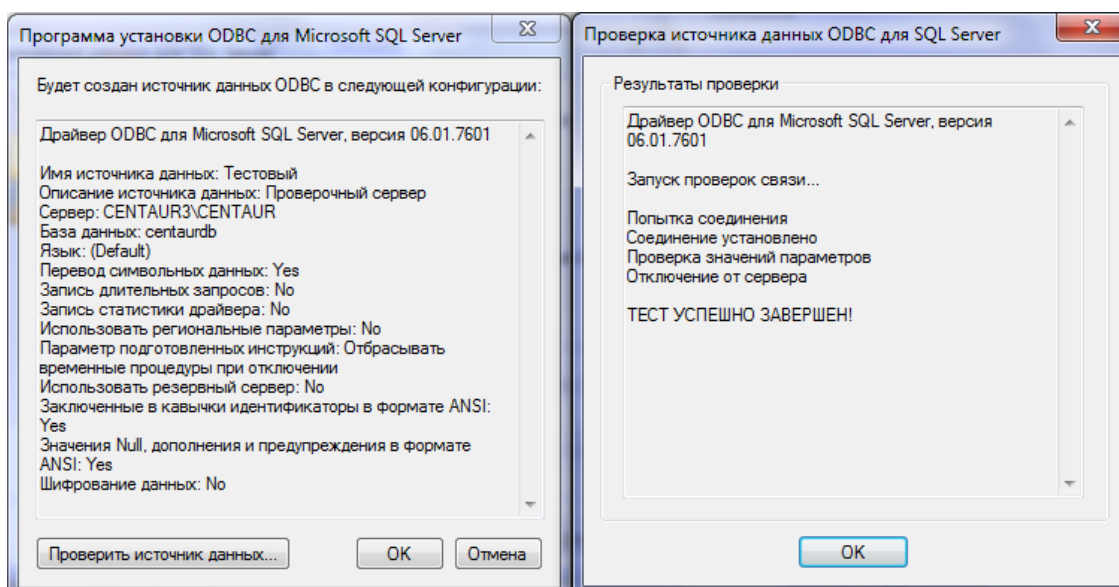 Программа установки ODBC для Microsoft SQL Server
Будет создан источник данных ODBC в следующей конфигурации:
Драйвер ODBC для Microsoft SQL Server, версия 06.01.7601
Имя источника данных: Тестовый
Описание источника данных: Проверочный сервер
Сервер: CENTAUR3\CENTAUR
База данных: centaurdb
Язык: (Default)
Перевод символьных данных: Yes
Запись длительных запросов: No
Запись статистики драйвера: No
Использовать региональные параметры: No
Параметр подготовленных инструкций: Отбрасывать
временные процедуры при отключении
Использовать резервный сервер: No
Заключенные в кавычки идентификаторы в формате ANSI:
Yes
Значения Null, дополнения и предупреждения в формате
ANSI: Yes
Шифрование данных: No
Проверить источник данных...
OK
Отмена
Проверка источника данных ODBC для SQL Server
Результаты проверки
Драйвер ODBC для Microsoft SQL Server, версия
06.01.7601
Запуск проверок связи...
Попытка соединения
Соединение установлено
Проверка значений параметров
Отключение от сервера
ТЕСТ УСПЕШНО ЗАВЕРШЕН!
OK